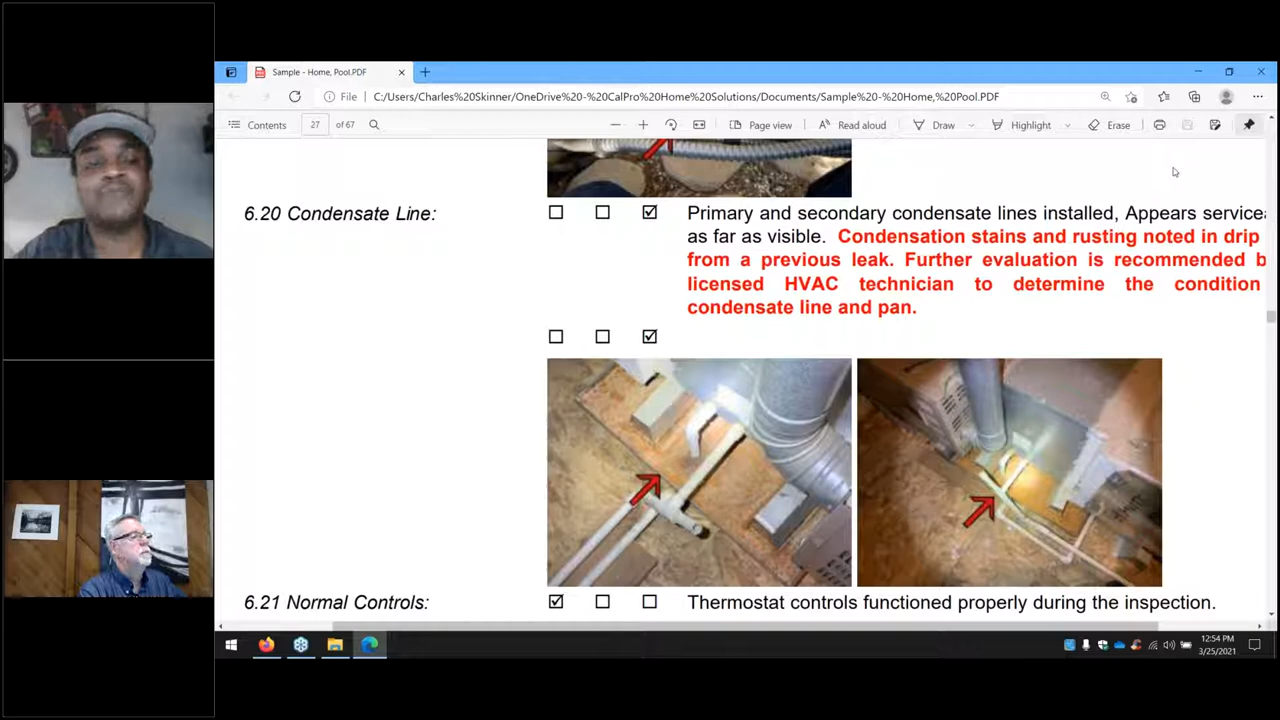 Sample - Home, Pool.PDF
File C:/Users/Charles%20Skinner/OneDrive%20-%20CalPro%20Home%20Solutions/Documents/Sample%20-%20Home,%20Pool.PDF
Contents 27 of 67 Page view Read aloud Draw Highlight Erase
6.20 Condensate Line: Primary and secondary condensate lines installed, Appears
as far as visible. Condensation stains and rusting noted in drip
from a previous leak. Further evaluation is recommended
licensed HVAC technician to determine the condition
condensate line and pan.
6.21 Normal Controls: Thermostat controls functioned properly during the inspection.
12:54 PM
3/25/2021